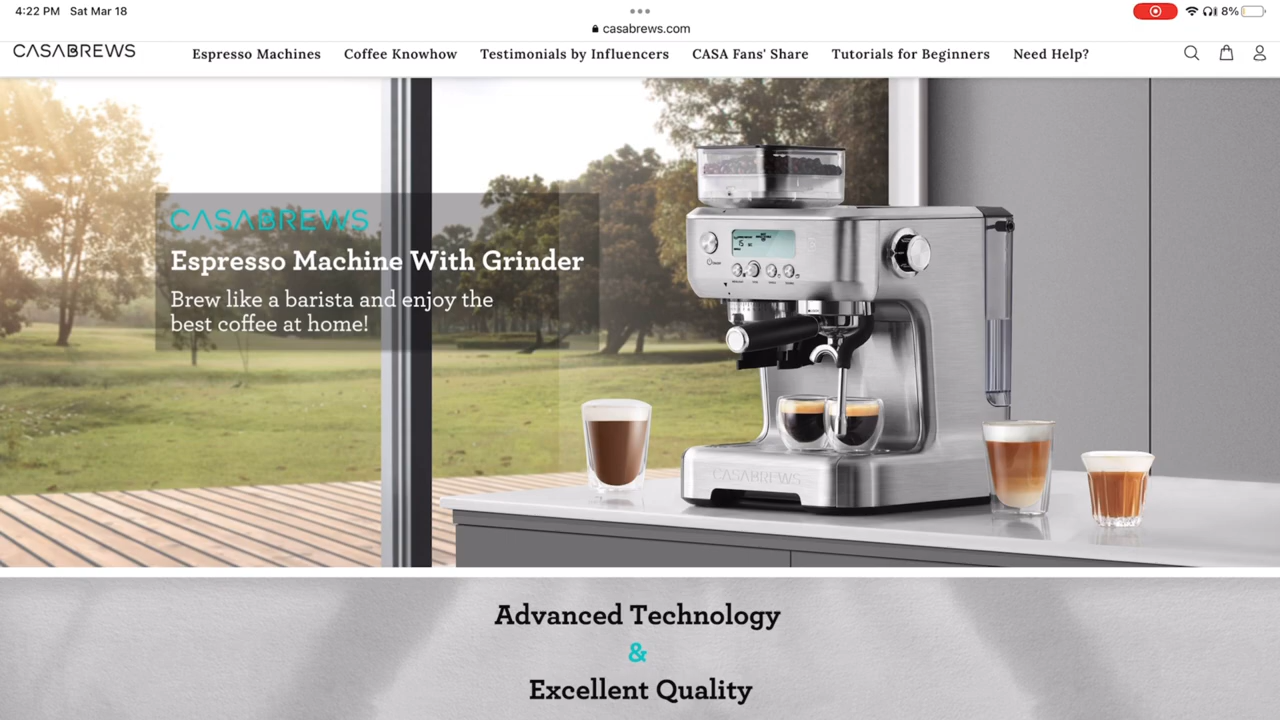 4:22 PM Sat Mar 18
8%
casabrews.com
CASABREWS
Espresso Machines Coffee Knowhow Testimonials by Influencers CASA Fans' Share Tutorials for Beginners Need Help?
CASABREWS
Espresso Machine With Grinder
Brew like a barista and enjoy the
best coffee at home!
CASABREWS
Advanced Technology
&
Excellent Quality